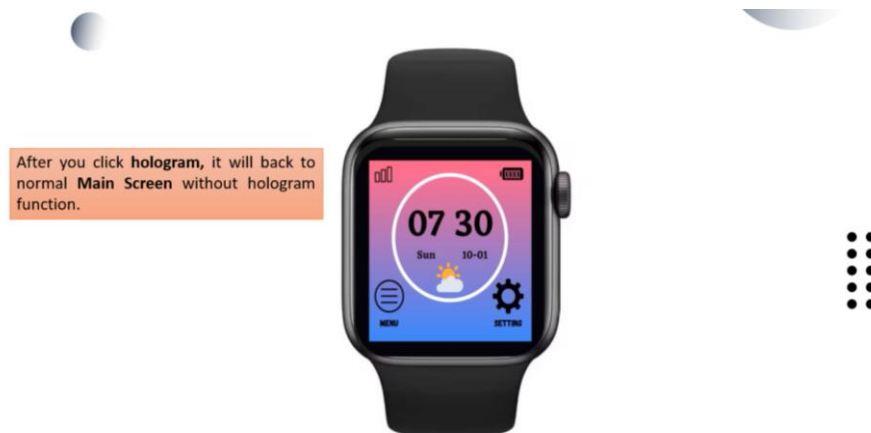 After you click hologram, it will back to
normal Main Screen without hologram
function.
07 30
Sun 10-01
MENU
SETTING